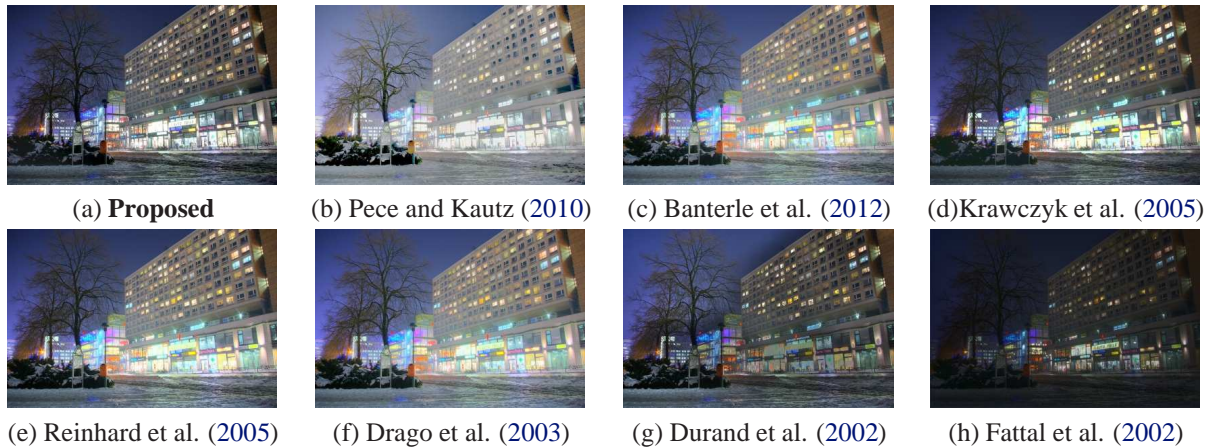 (a) Proposed
(b) Pece and Kautz (2010)
(c) Banterle et al. (2012)
(d)Krawczyk et al. (2005)
(e) Reinhard et al. (2005)
(f) Drago et al. (2003)
(g) Durand et al. (2002)
(h) Fattal et al. (2002)